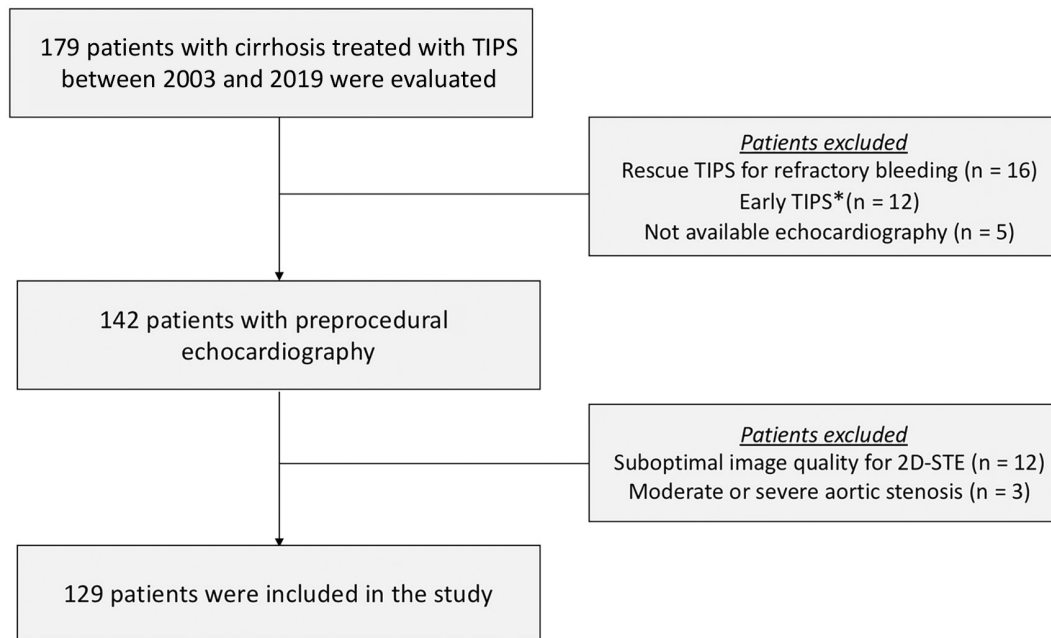 179 patients with cirrhosis treated with TIPS
between 2003 and 2019 were evaluated
Patients excluded
Rescue TIPS for refractory bleeding (n = 16)
Early TIPS*(n = 12)
Not available echocardiography (n = 5)
142 patients with preprocedural
echocardiography
Patients excluded
Suboptimal image quality for 2D-STE (n = 12)
Moderate or severe aortic stenosis (n = 3)
129 patients were included in the study